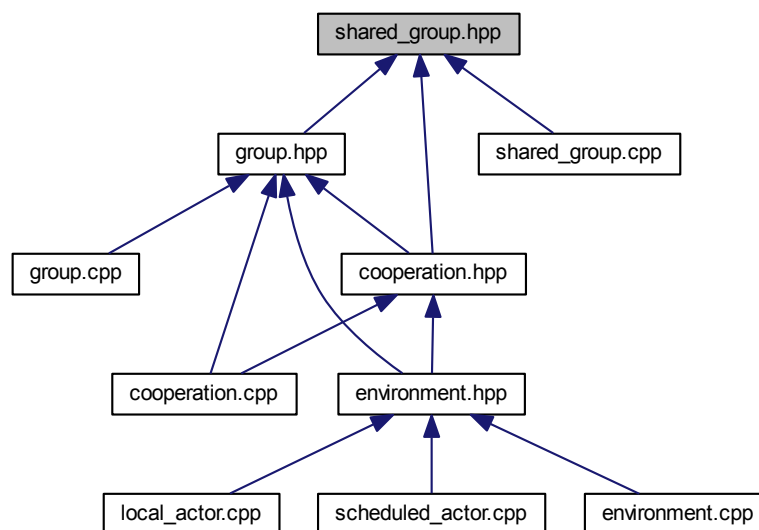 shared_group.hpp
group.hpp
shared_group.cpp
group.cpp
cooperation.hpp
cooperation.cpp
environment.hpp
local_actor.cpp
scheduled_actor.cpp
environment.cpp